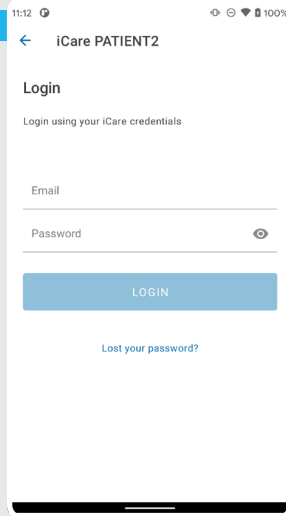 11:12 100%
iCare PATIENT2
Login
Login using your iCare credentials
Email
Password
LOGIN
Lost your password?